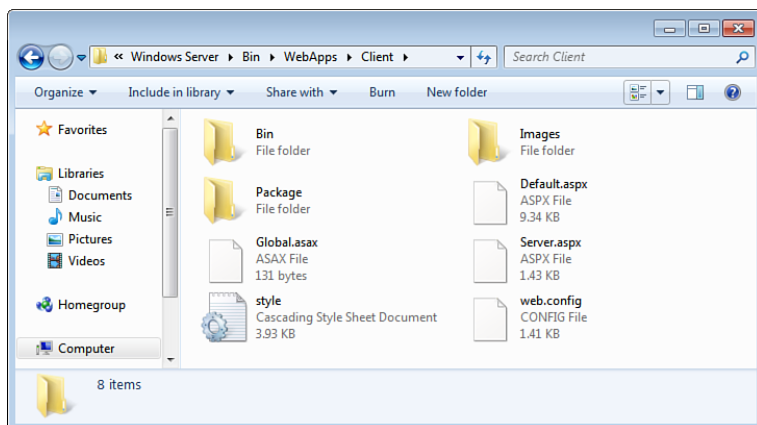 « Windows Server Bin WebApps Client
Search Client
Organize Include in library Share with Burn New folder
Favorites
Libraries
Documents
Music
Pictures
Videos
Homegroup
Computer
Bin
File folder
Images
File folder
Package
File folder
Default.aspx
ASPX File
9.34 KB
Global.asax
ASAX File
131 bytes
Server.aspx
ASPX File
1.43 KB
style
Cascading Style Sheet Document
3.93 KB
web.config
CONFIG File
1.41 KB
8 items